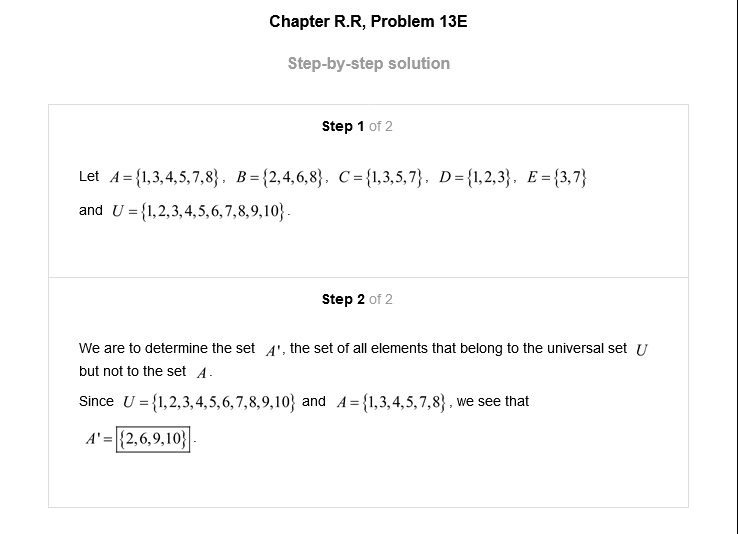 Chapter R.R, Problem 13E
Step-by-step solution
Step 1 of 2
Let A = {1,3,4,5,7,8}, B = {2,4,6,8}, C = {1,3,5,7}, D = {1,2,3}, E = {3,7}
and U = {1,2,3,4,5,6,7,8,9,10}.
Step 2 of 2
We are to determine the set A', the set of all elements that belong to the universal set U
but not to the set A.
Since U = {1,2,3,4,5,6,7,8,9,10} and A = {1,3,4,5,7,8}, we see that
A' = {2,6,9,10}.